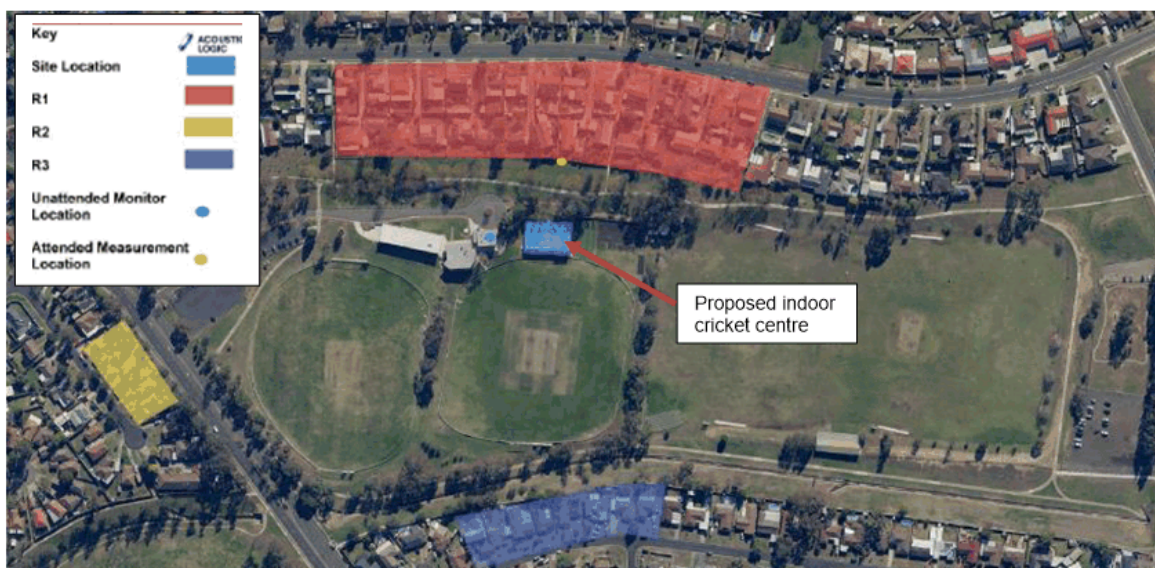 Key
ACOUSTIC
LOGIC
Site Location
R1
R2
R3
Unattended Monitor
Location
Attended Measurement
Location
Proposed indoor
cricket centre